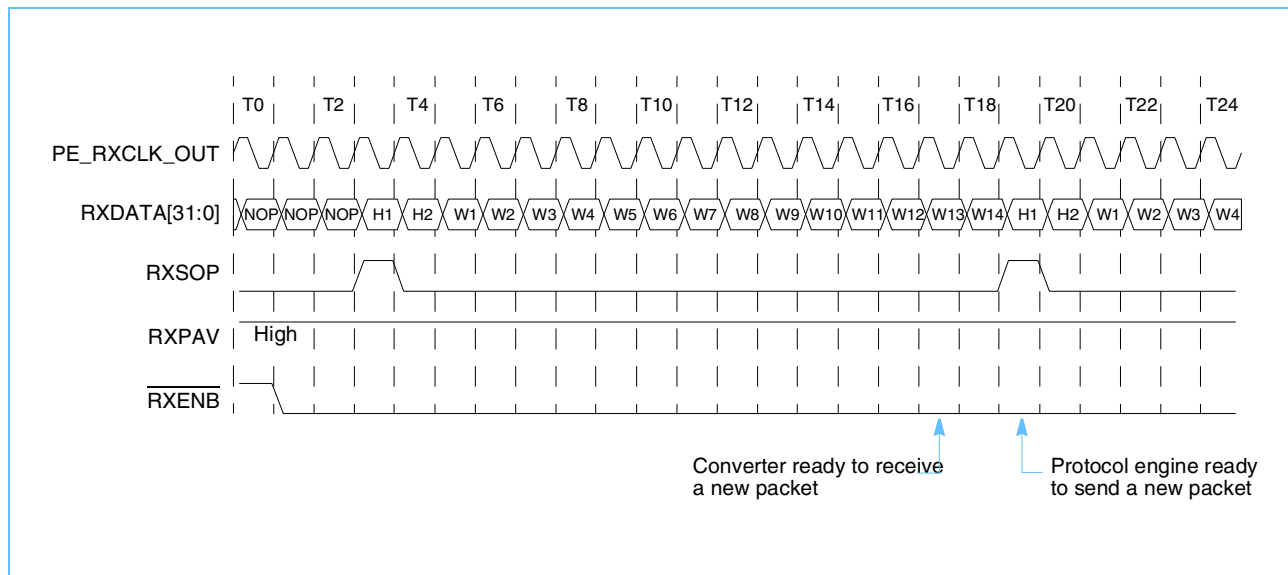 T0 T2 T4 T6 T8 T10 T12 T14 T16 T18 T20 T22 T24
PE_RXCLK_OUT
RXDATA[31:0] NOP NOP NOP H1 H2 W1 W2 W3 W4 W5 W6 W7 W8 W9 W10 W11 W12 W13 W14 H1 H2 W1 W2 W3 W4
RXSOP
RXPAV High
RXENB
Converter ready to receive
a new packet
Protocol engine ready
to send a new packet